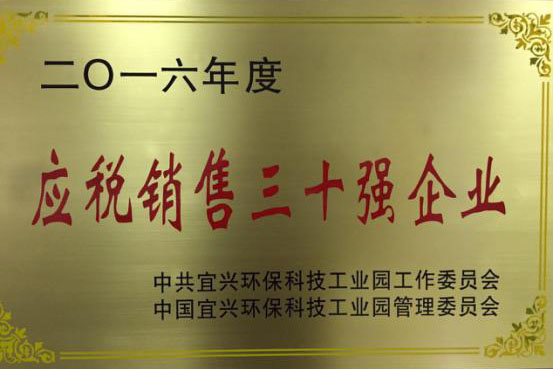 二〇一六年度
应税销售三十强企业
中共宜兴环保科技工业园工作委员会
中国宜兴环保科技工业园管理委员会